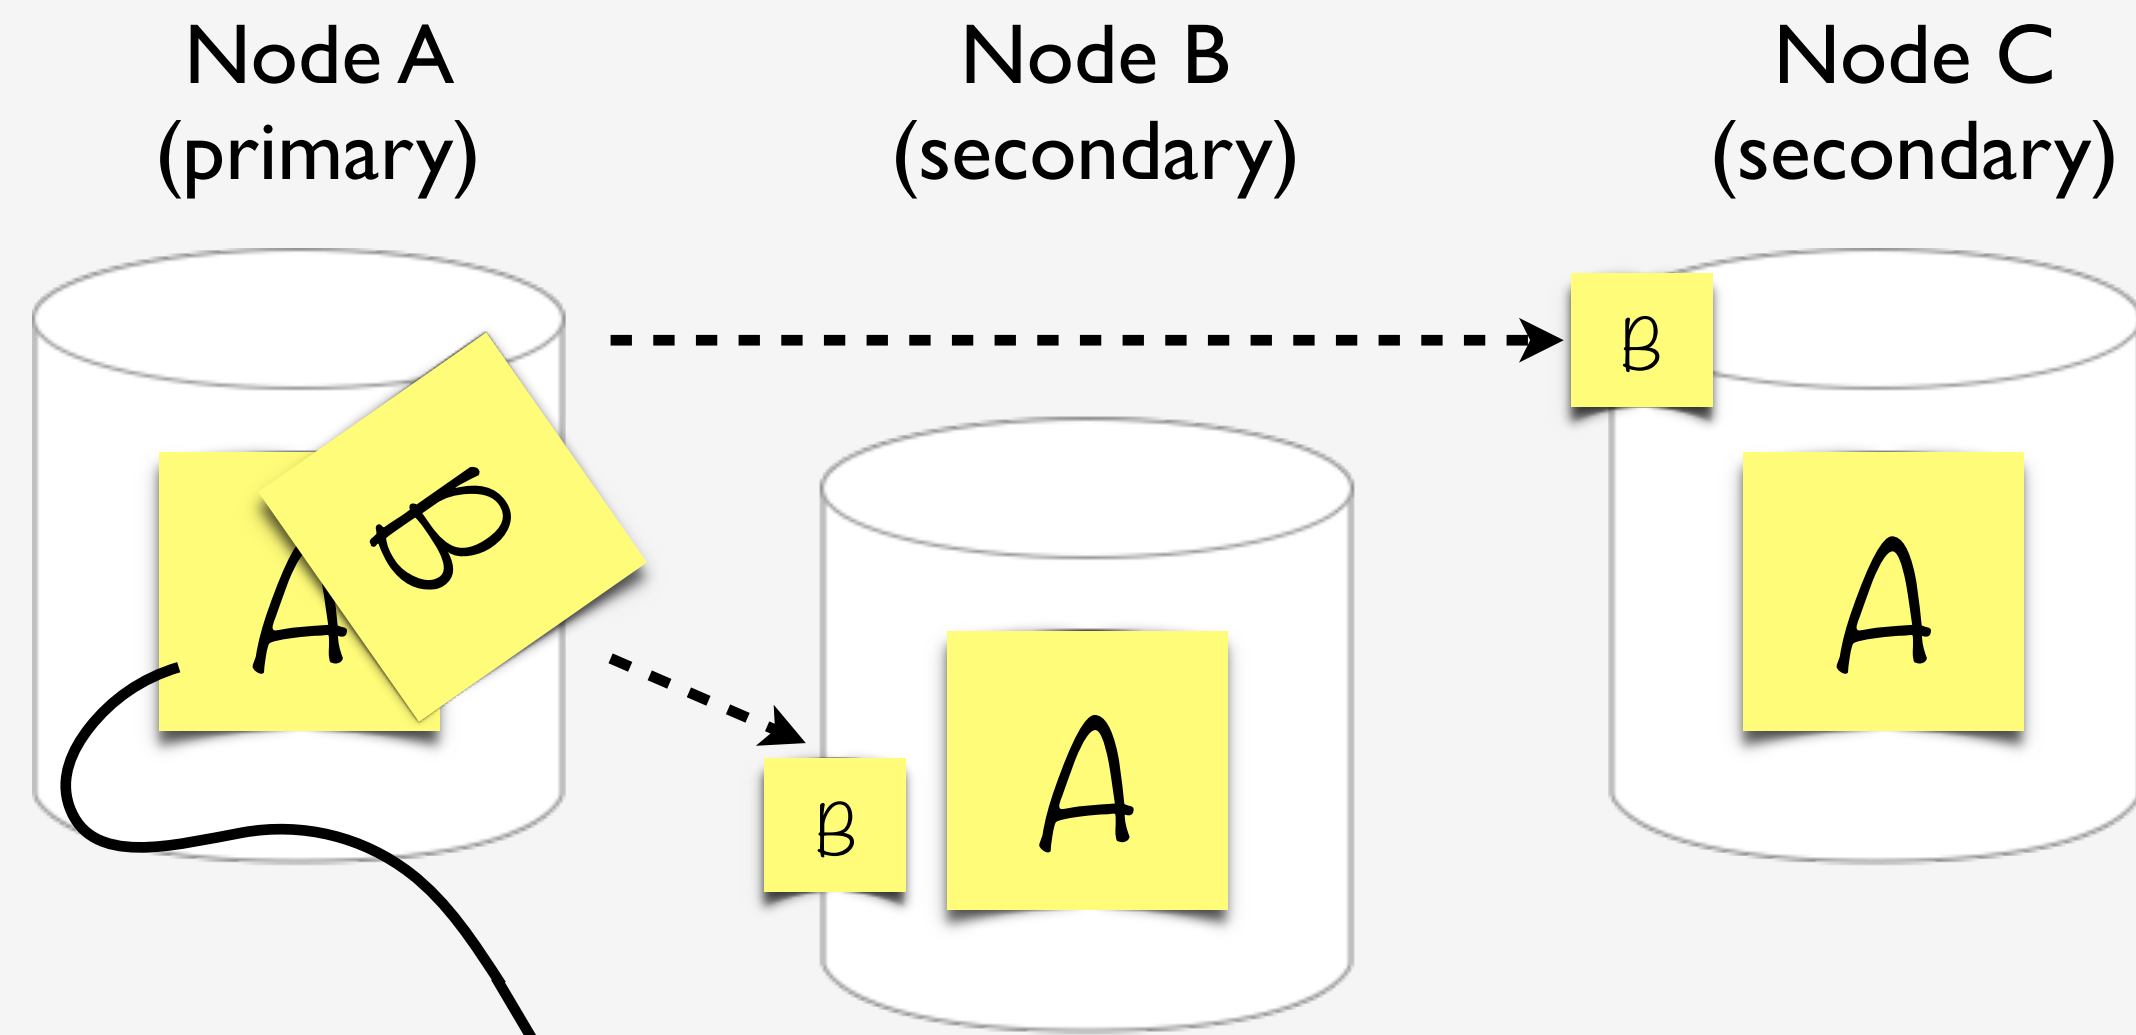 Node A
(primary)
Node B
(secondary)
Node C
(secondary)
A
B
B
A
B
A